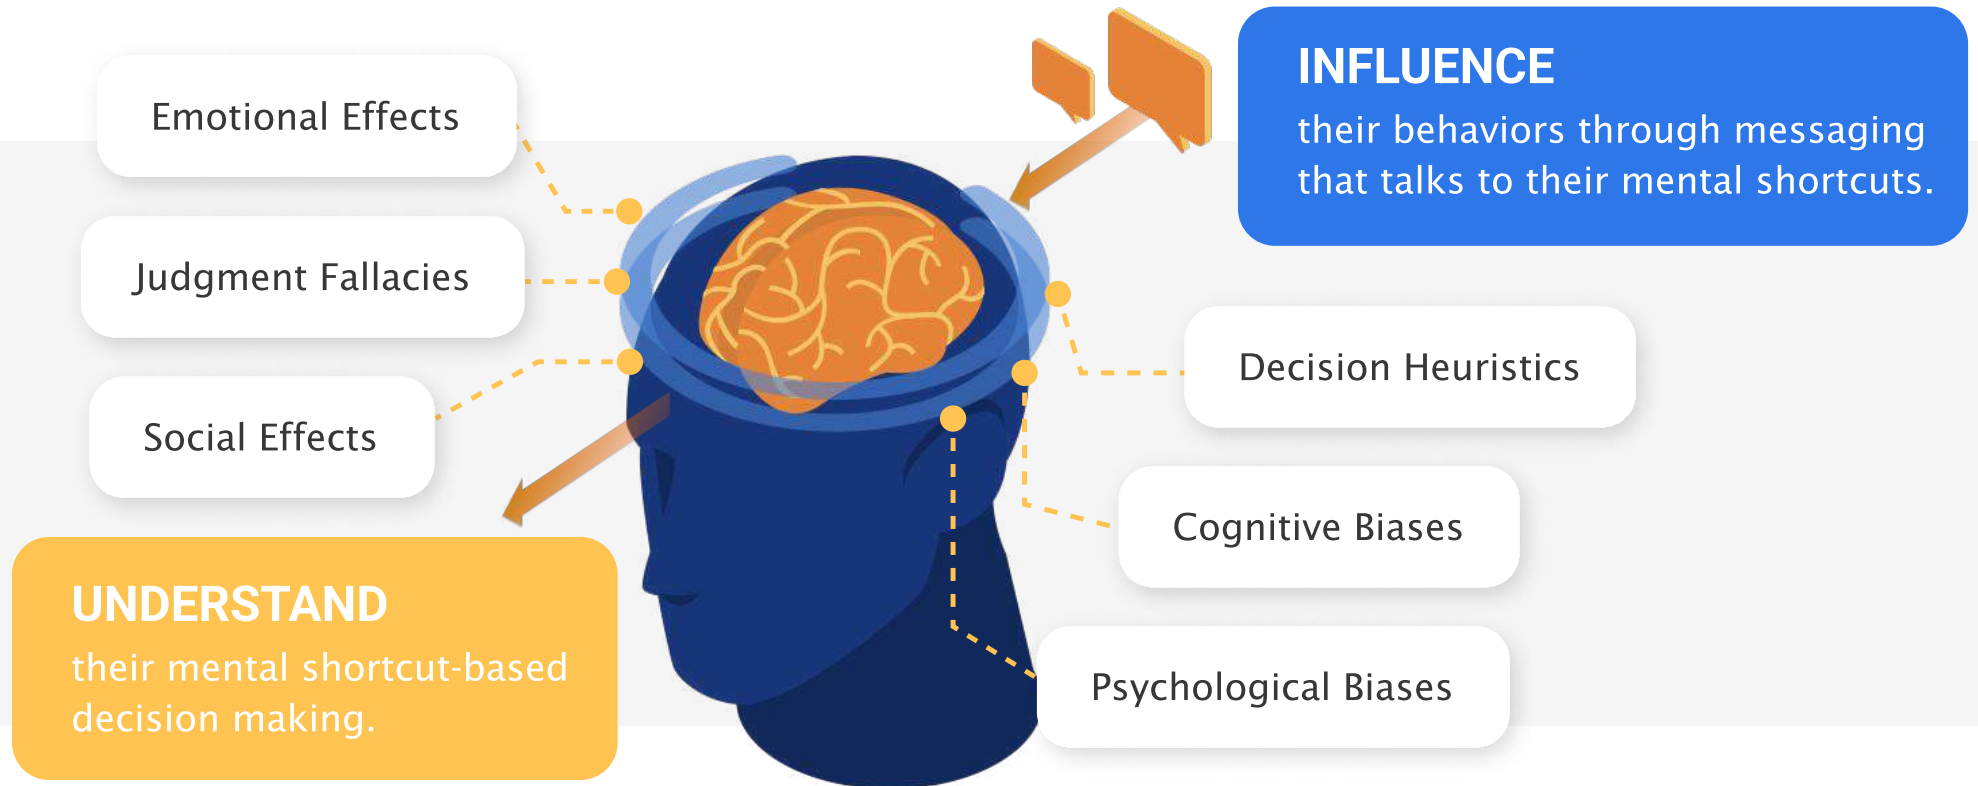 Emotional Effects
Judgment Fallacies
Social Effects
UNDERSTAND
their mental shortcut-based
decision making.
INFLUENCE
their behaviors through messaging
that talks to their mental shortcuts.
Decision Heuristics
Cognitive Biases
Psychological Biases